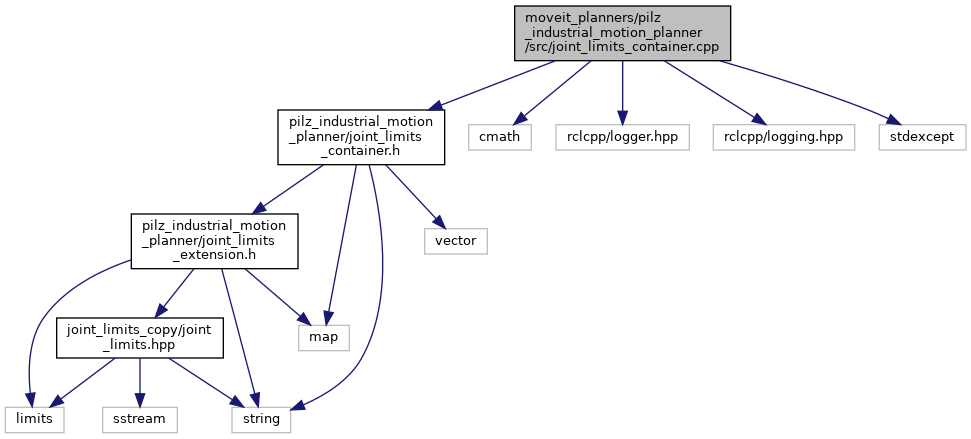 moveit_planners/pilz
_industrial_motion_planner
/src/joint_limits_container.cpp
pilz_industrial_motion
_planner/joint_limits
_container.h
cmath
rclcpp/logger.hpp
rclcpp/logging.hpp
stdexcept
pilz_industrial_motion
_planner/joint_limits
_extension.h
vector
joint_limits_copy/joint
_limits.hpp
map
limits
sstream
string